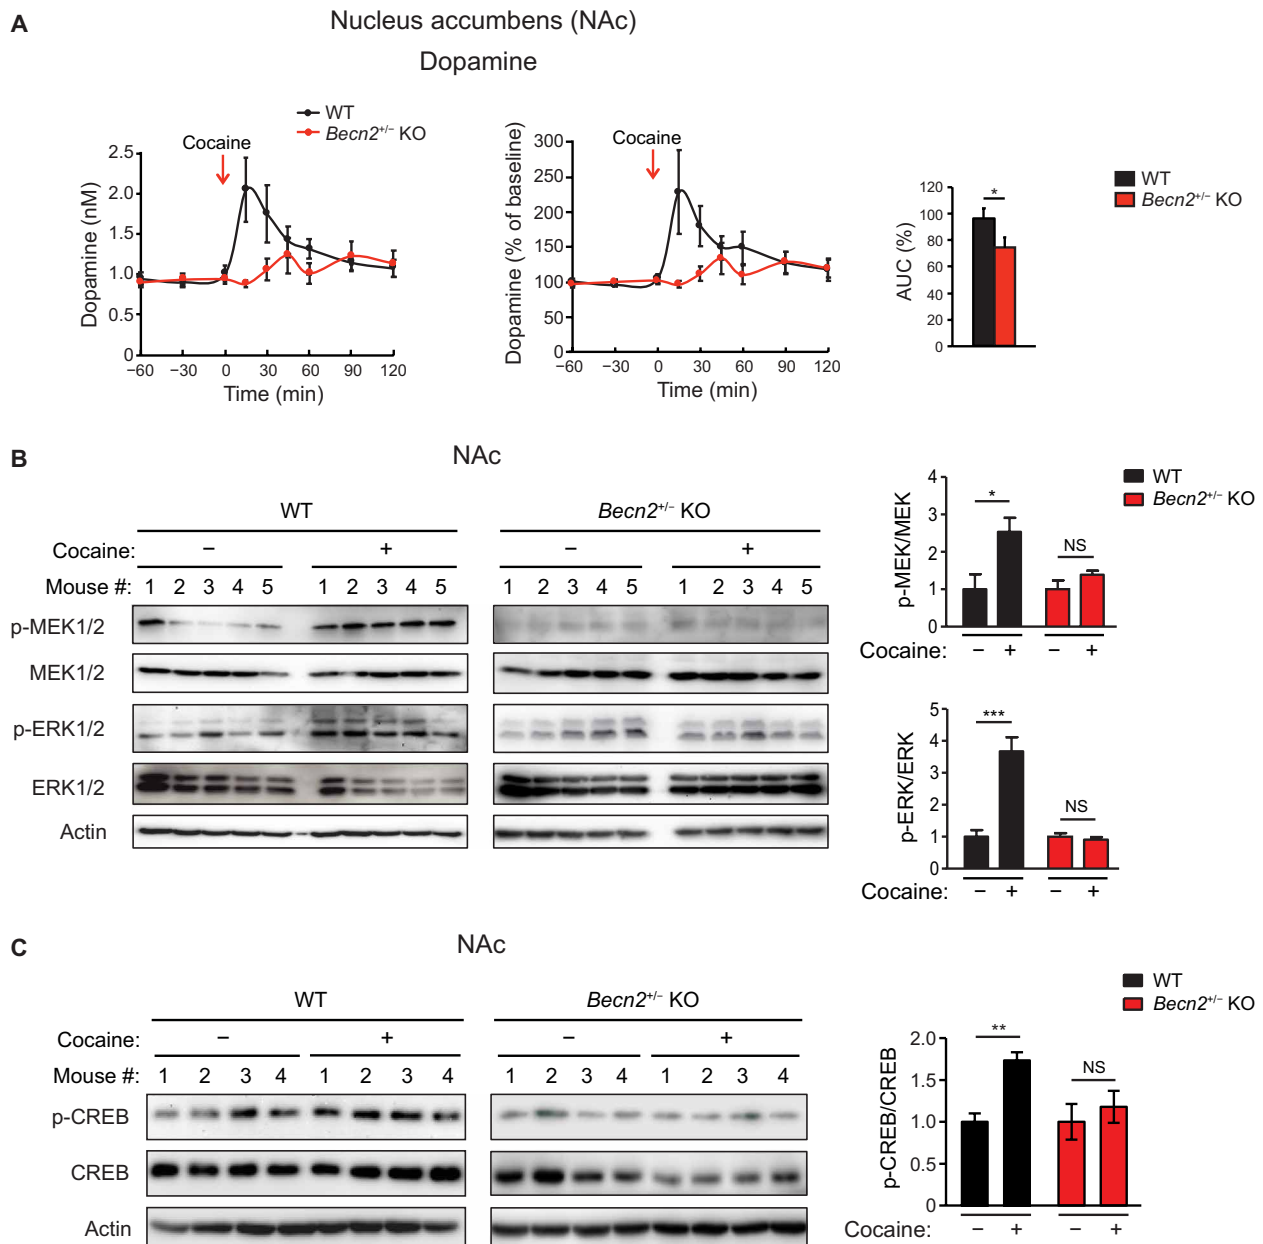 A
Nucleus accumbens (NAc)
Dopamine
WT
Becn2+/− KO
Cocaine
Dopamine (nM)
2.5
2.0
1.5
1.0
0.5
0
−60 −30 0 30 60 90 120
Time (min)
Cocaine
Dopamine (% of baseline)
300
250
200
150
100
50
0
−60 −30 0 30 60 90 120
Time (min)
WT
Becn2+/− KO
AUC (%)
120
100
80
60
40
20
0
*
B
NAc
WT Becn2+/− KO
Cocaine: − + − +
Mouse #: 1 2 3 4 5 1 2 3 4 5 1 2 3 4 5 1 2 3 4 5
p-MEK1/2
MEK1/2
p-ERK1/2
ERK1/2
Actin
WT
Becn2+/− KO
p-MEK/MEK
4
3
2
1
0
* NS
Cocaine: − + − +
p-ERK/ERK
5
4
3
2
1
0
*** NS
Cocaine: − + − +
C
NAc
WT Becn2+/− KO
Cocaine: − + − +
Mouse #: 1 2 3 4 1 2 3 4 1 2 3 4 1 2 3 4
p-CREB
CREB
Actin
WT
Becn2+/− KO
p-CREB/CREB
2.0
1.5
1.0
0.5
0
** NS
Cocaine: − + − +